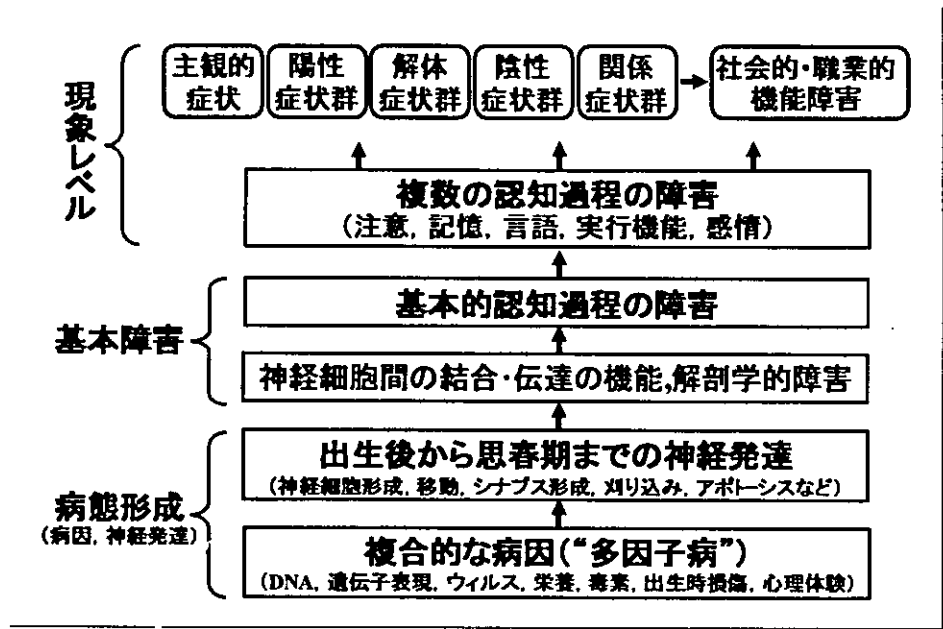 現象レベル
主観的
症状
陽性
症状群
解体
症状群
陰性
症状群
関係
症状群
社会的・職業的
機能障害
複数の認知過程の障害
(注意, 記憶, 言語, 実行機能, 感情)
基本障害
基本的認知過程の障害
神経細胞間の結合・伝達の機能,解剖学的障害
病態形成
(病因, 神経発達)
出生後から思春期までの神経発達
(神経細胞形成, 移動, シナプス形成, 刈り込み, アポトーシスなど)
複合的な病因(“多因子病”)
(DNA, 遺伝子表現, ウィルス, 栄養, 毒素, 出生時損傷, 心理体験)